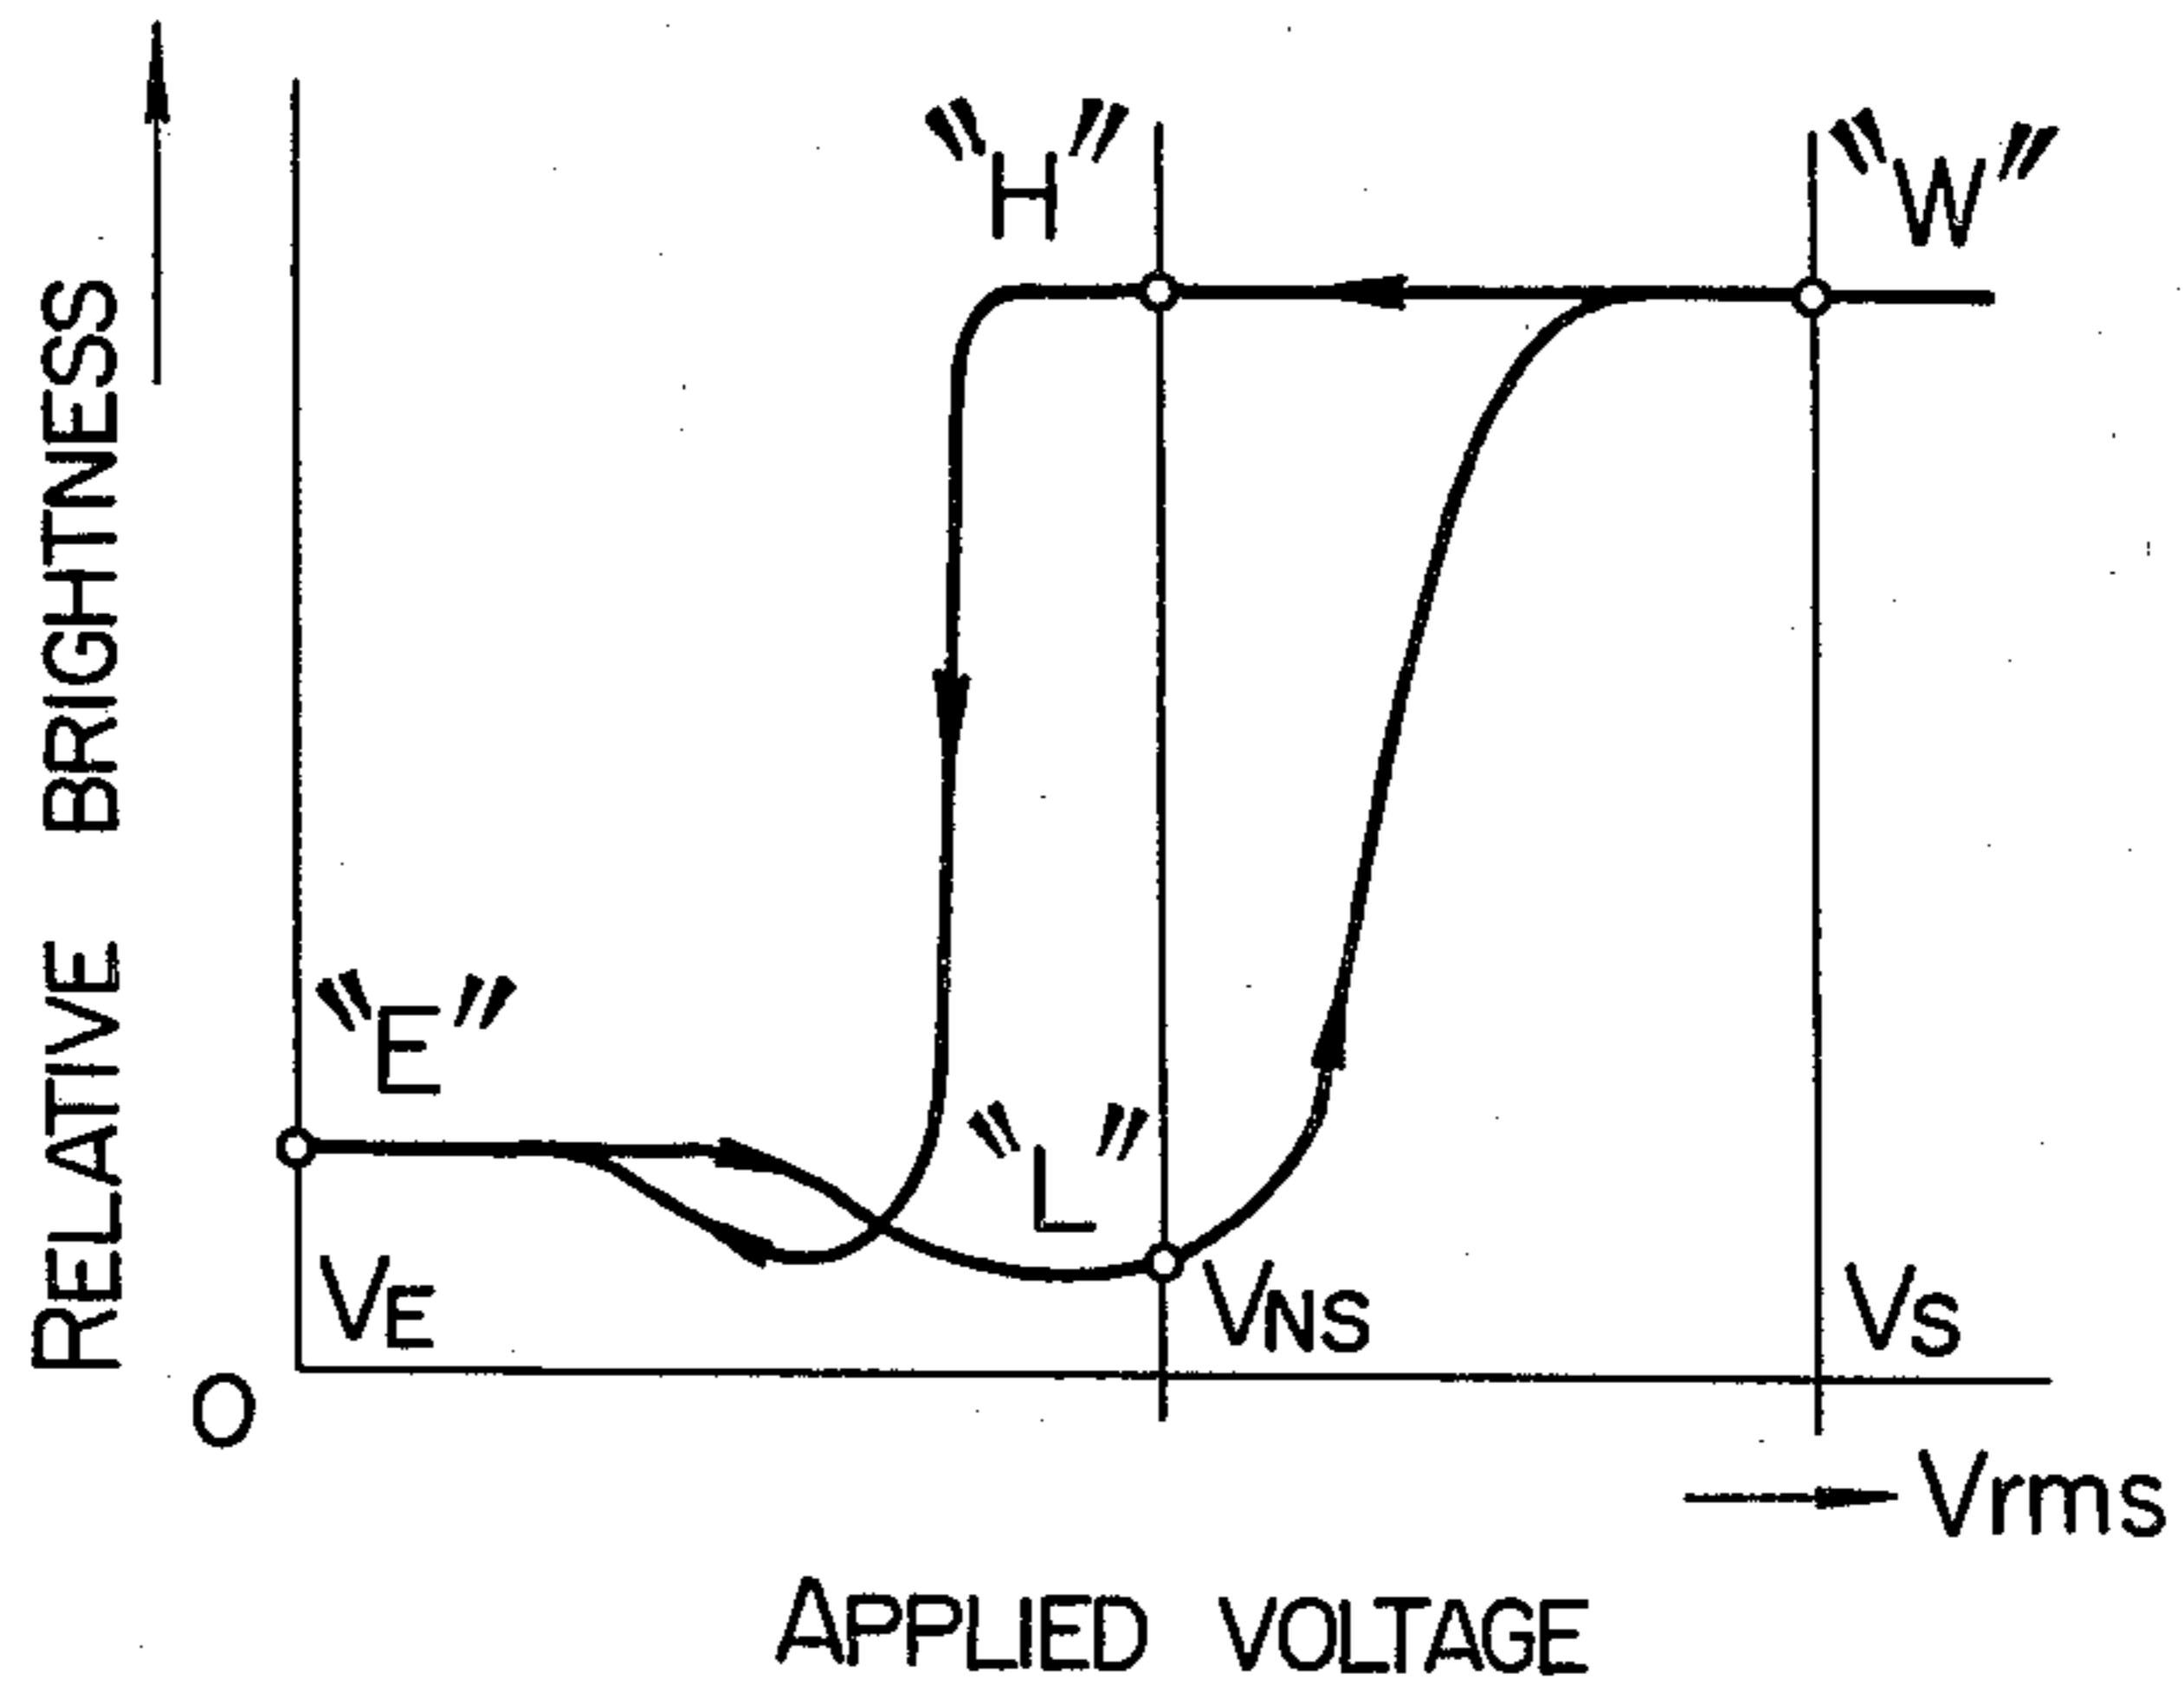 RELATIVE BRIGHTNESS
"H"
"W"
"E"
"L"
VE
VNS
VS
O
Vrms
APPLIED VOLTAGE